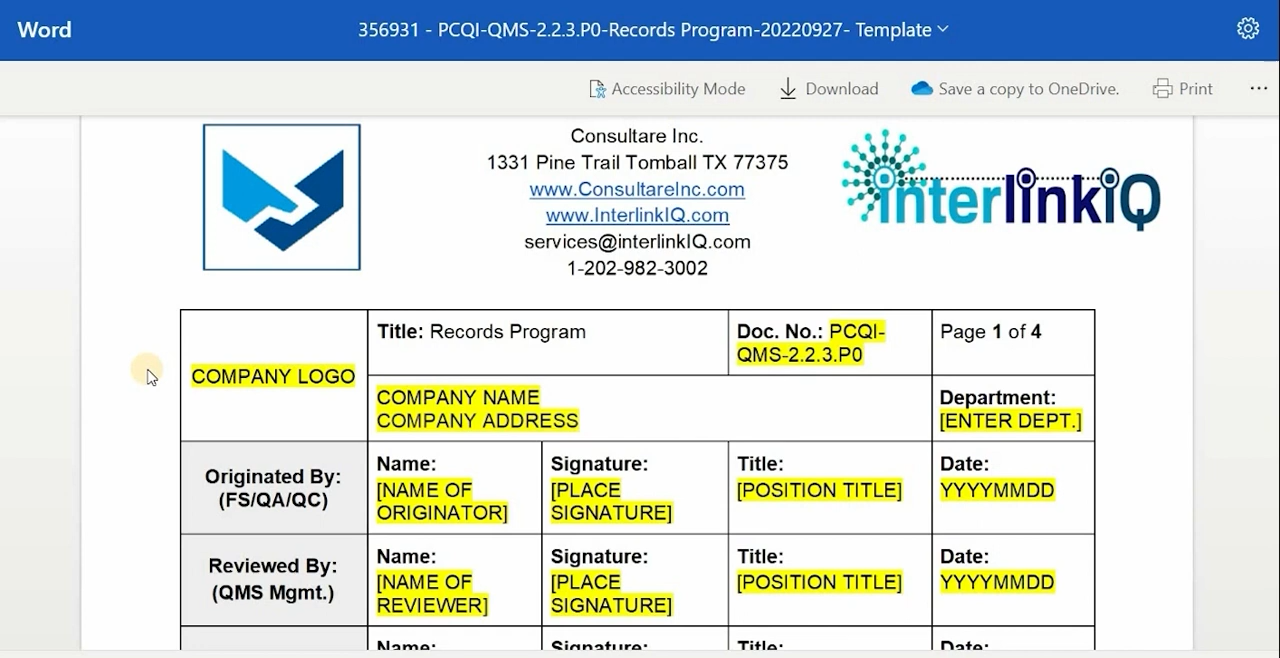 Word
356931 - PCQI-QMS-2.2.3.P0-Records Program-20220927- Template
Accessibility Mode
Download
Save a copy to OneDrive.
Print
...
Consultare Inc.
1331 Pine Trail Tomball TX 77375
www.ConsultareInc.com
www.InterlinkIQ.com
services@interlinkIQ.com
1-202-982-3002
interlinkIQ
COMPANY LOGO
Title: Records Program
Doc. No.: PCQI-
QMS-2.2.3.P0
Page 1 of 4
COMPANY NAME
COMPANY ADDRESS
Department:
[ENTER DEPT.]
Originated By:
(FS/QA/QC)
Name:
[NAME OF
ORIGINATOR]
Signature:
[PLACE
SIGNATURE]
Title:
[POSITION TITLE]
Date:
YYYYMMDD
Reviewed By:
(QMS Mgmt.)
Name:
[NAME OF
REVIEWER]
Signature:
[PLACE
SIGNATURE]
Title:
[POSITION TITLE]
Date:
YYYYMMDD
Name:
Signature:
Title:
Date: